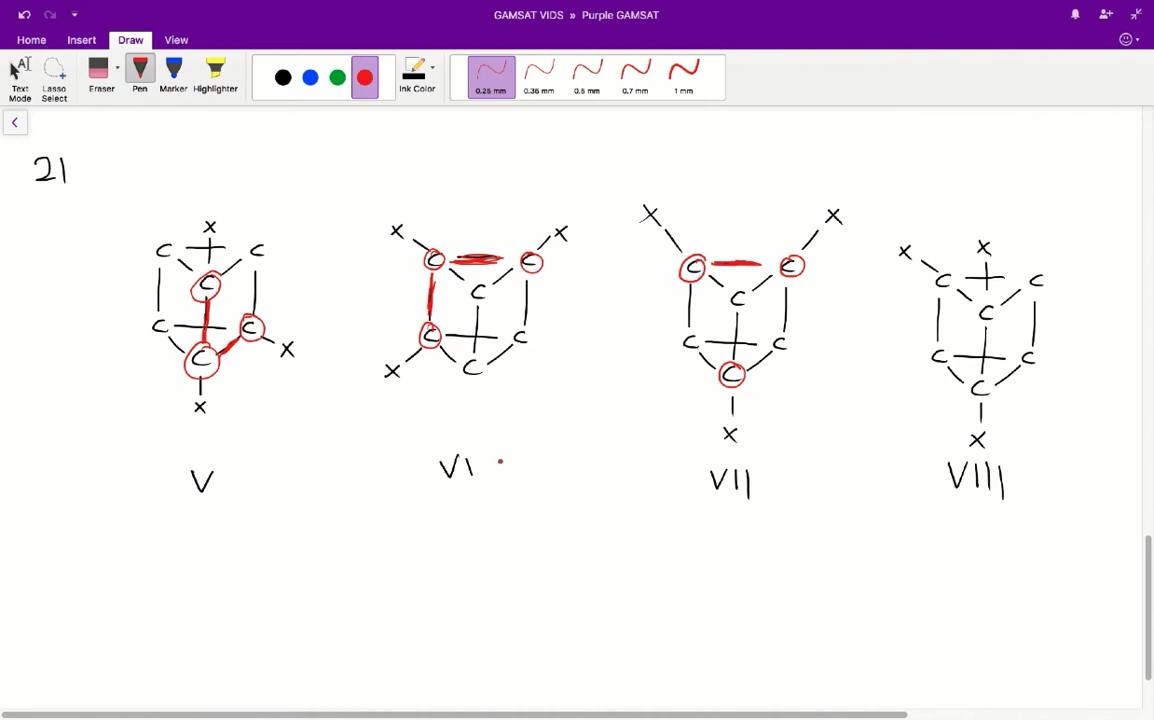 GAMSAT VIDS » Purple GAMSAT
Home Insert Draw View
Text Mode
Lasso Select
Eraser
Pen
Marker
Highlighter
Ink Color
0.25 mm
0.35 mm
0.5 mm
0.7 mm
1 mm
21
X
C C
C
C C
C
X
X
V
X X
C C
C
C C
C
X
VI
X X
C C
C
C C
C
X
VII
X X
C C
C
C C
C
X
VIII